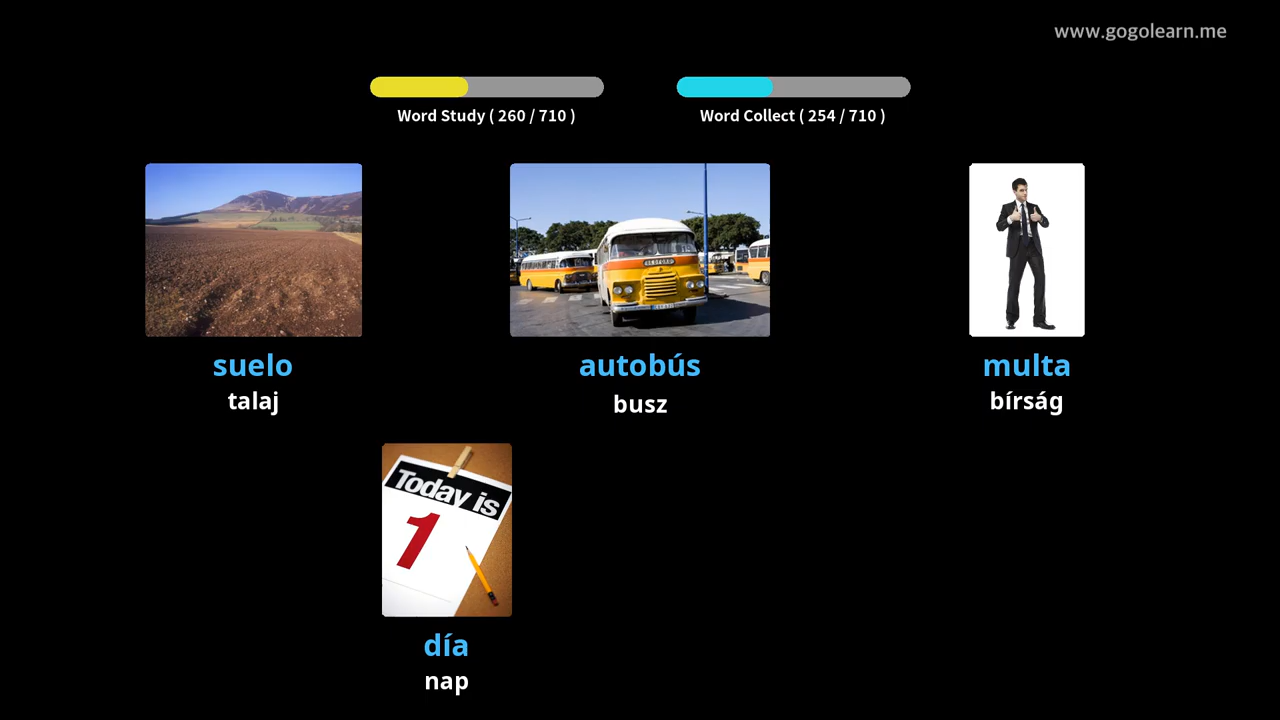 www.gogolearn.me
Word Study ( 260 / 710 )
Word Collect ( 254 / 710 )
BEDFORD
suelo
autobús
multa
talaj
busz
bírság
Today is
1
día
nap